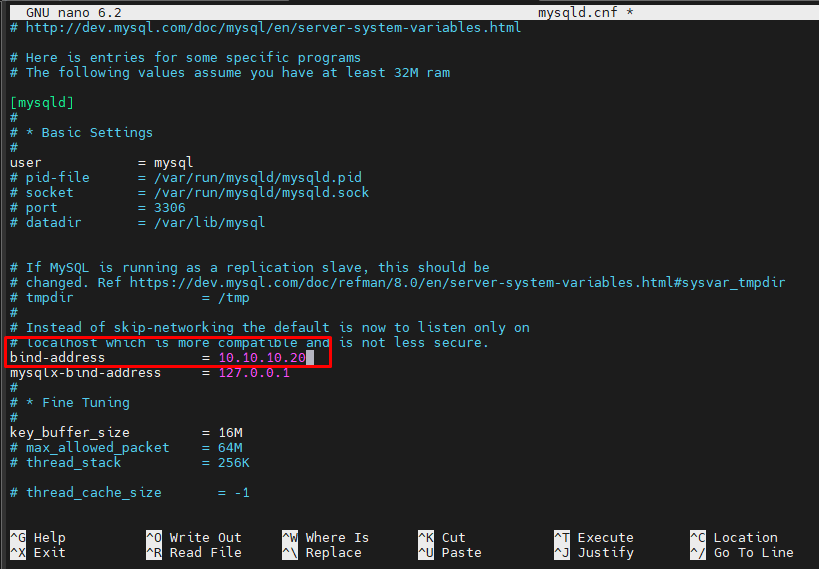 GNU nano 6.2 mysqld.cnf *
# http://dev.mysql.com/doc/mysql/en/server-system-variables.html
# Here is entries for some specific programs
# The following values assume you have at least 32M ram
[mysqld]
#
# * Basic Settings
#
user = mysql
# pid-file = /var/run/mysqld/mysqld.pid
# socket = /var/run/mysqld/mysqld.sock
# port = 3306
# datadir = /var/lib/mysql
# If MySQL is running as a replication slave, this should be
# changed. Ref https://dev.mysql.com/doc/refman/8.0/en/server-system-variables.html#sysvar_tmpdir
# tmpdir = /tmp
#
# Instead of skip-networking the default is now to listen only on
# localhost which is more compatible and is not less secure.
bind-address = 10.10.10.20
mysqlx-bind-address = 127.0.0.1
#
# * Fine Tuning
#
key_buffer_size = 16M
# max_allowed_packet = 64M
# thread_stack = 256K
# thread_cache_size = -1
^G Help ^O Write Out ^W Where Is ^K Cut ^T Execute ^C Location
^X Exit ^R Read File ^\ Replace ^U Paste ^J Justify ^/ Go To Line